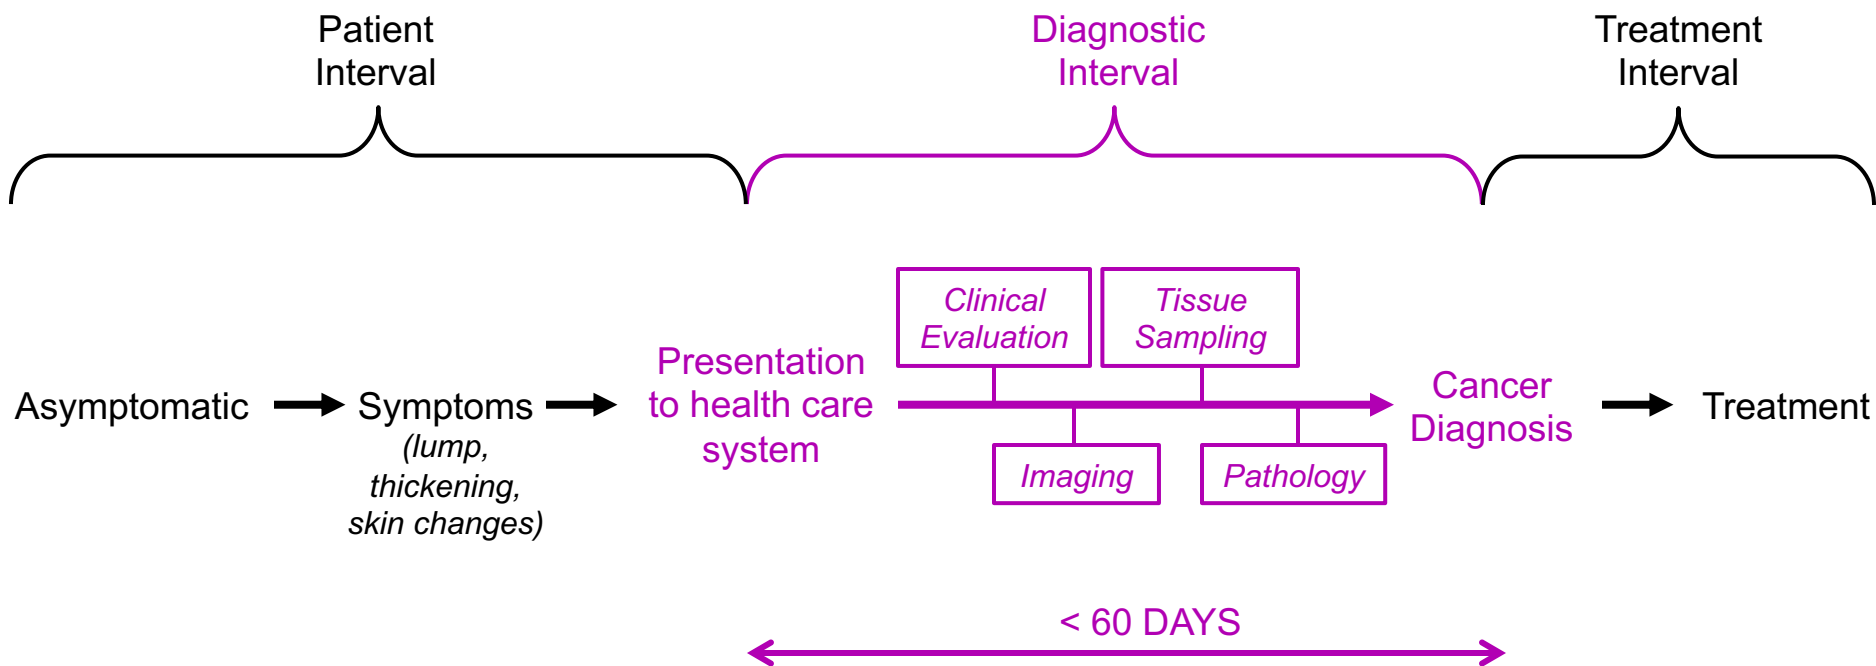 Patient
Interval
Diagnostic
Interval
Treatment
Interval
Clinical
Evaluation
Tissue
Sampling
Asymptomatic
Symptoms
(lump,
thickening,
skin changes)
Presentation
to health care
system
Imaging
Pathology
Cancer
Diagnosis
Treatment
< 60 DAYS